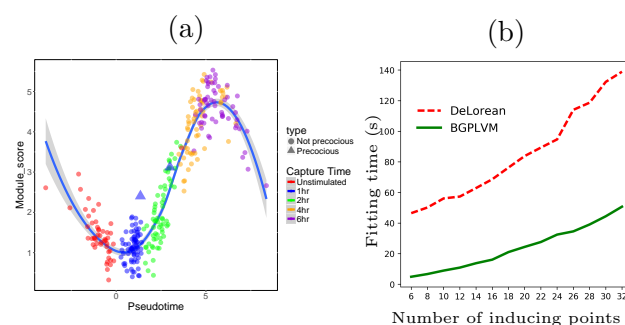 (a)
(b)
Module_score
5
4
3
2
1
0
5
Pseudotime
type
Not precocious
Precocious
Capture Time
Unstimulated
1hr
2hr
4hr
6hr
Fitting time (s)
140
120
100
80
60
40
20
0
DeLorean
BGPLVM
6 8 10 12 14 16 18 20 22 24 26 28 30 32
Number of inducing points